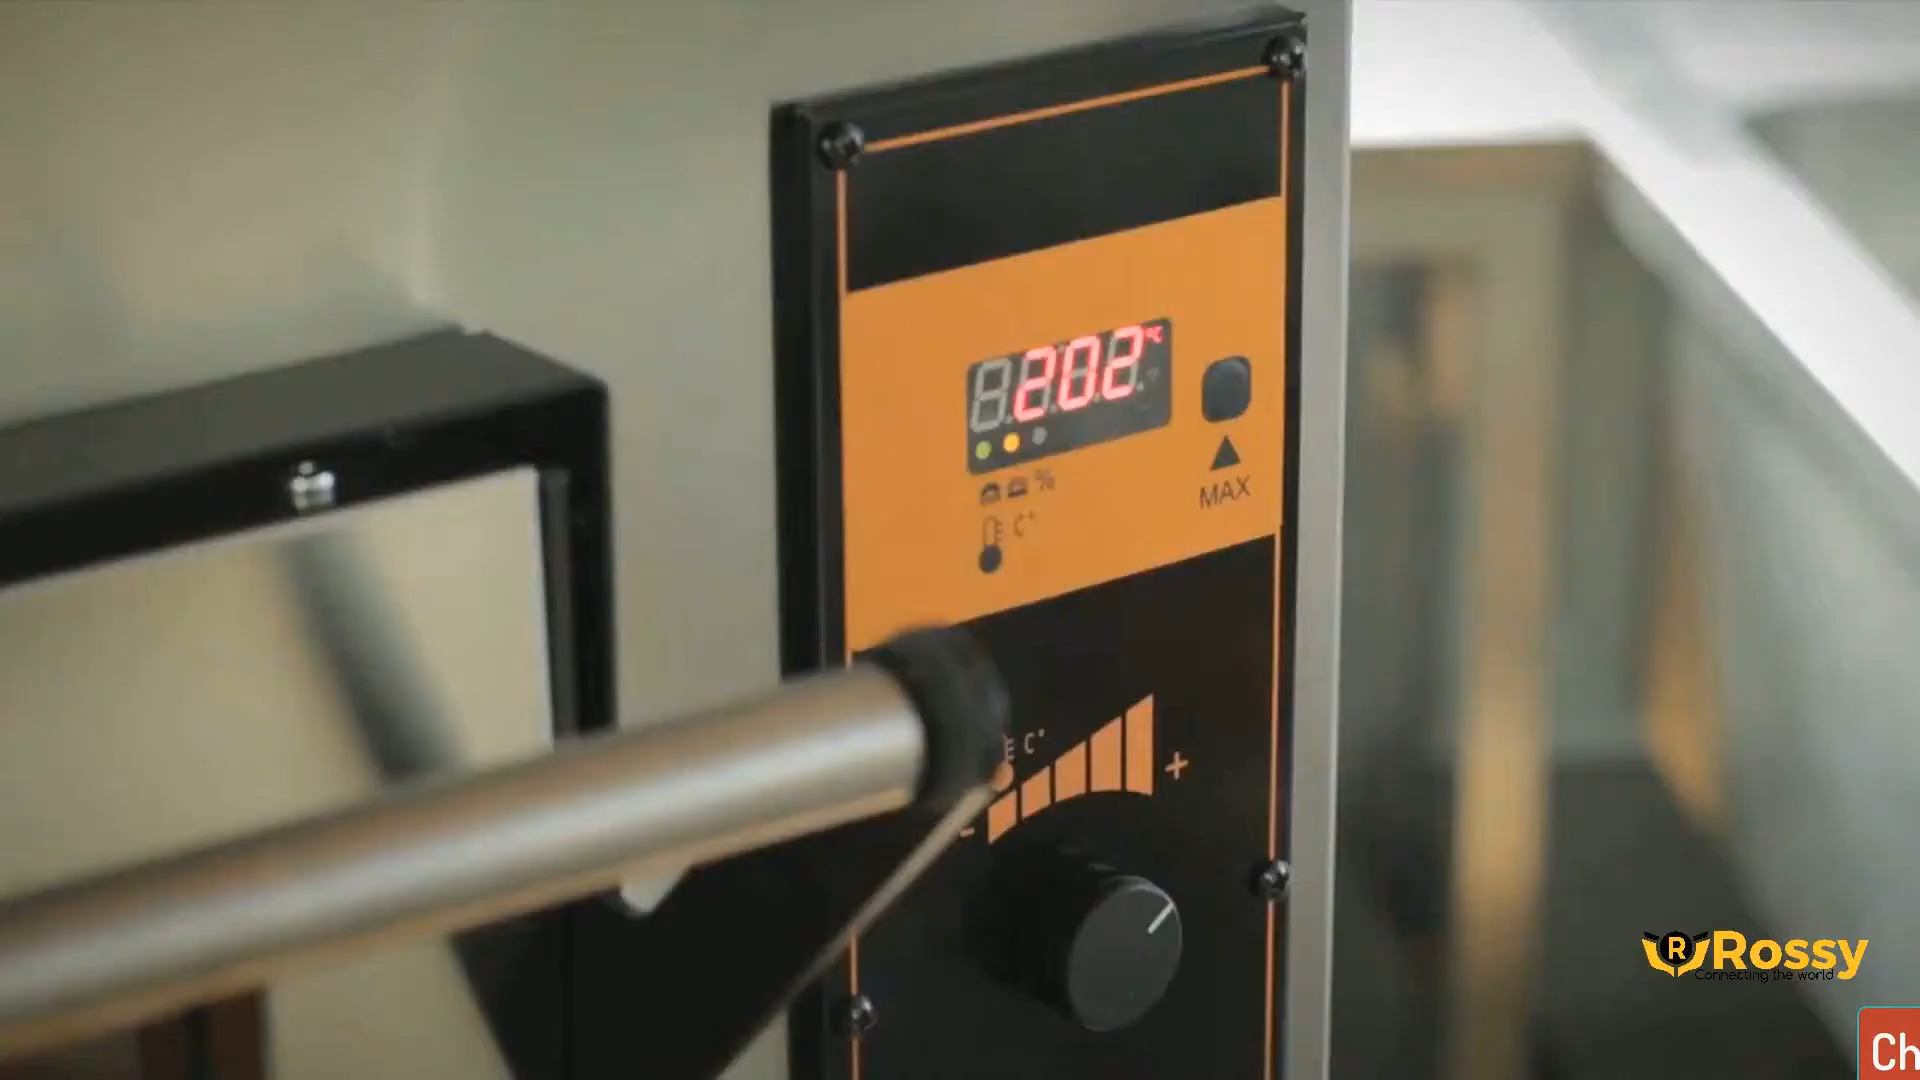 202 °C
%
C°
MAX
C°
+
-
Rossy
Connecting the world
Ch